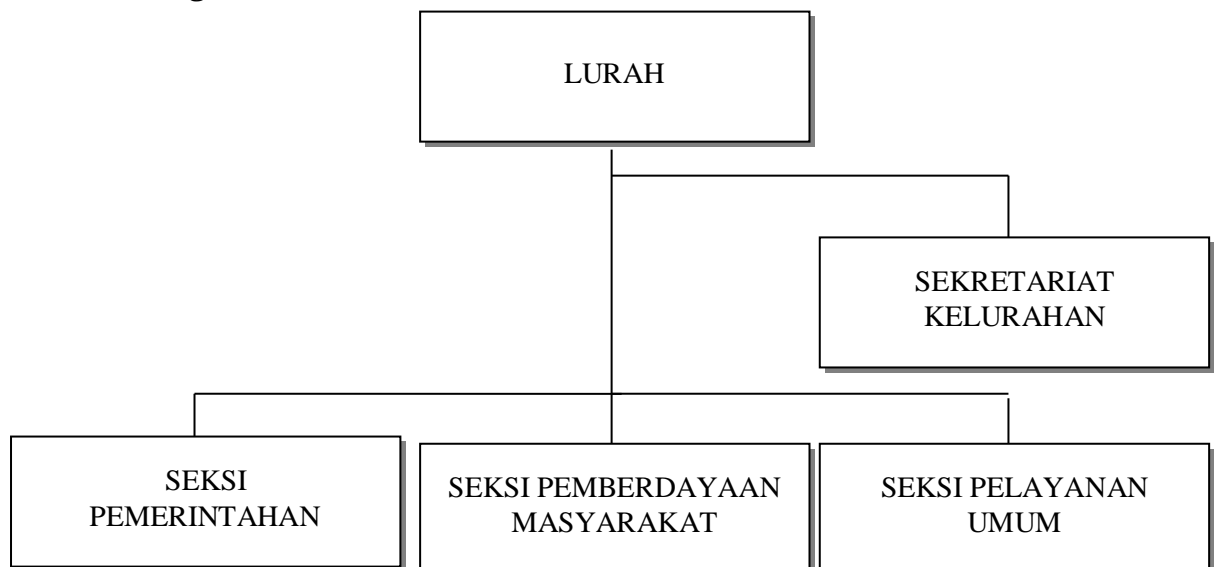 LURAH
SEKRETARIAT
KELURAHAN
SEKSI
PEMERINTAHAN
SEKSI PEMBERDAYAAN
MASYARAKAT
SEKSI PELAYANAN
UMUM